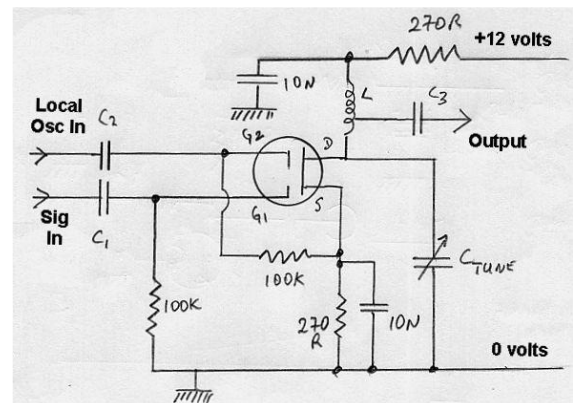 270R
+12 volts
10N
L
C3
Output
Local
Osc In
C2
G2
D
S
G1
Sig
In
C1
100K
100K
CTUNE
270
R
10N
0 volts